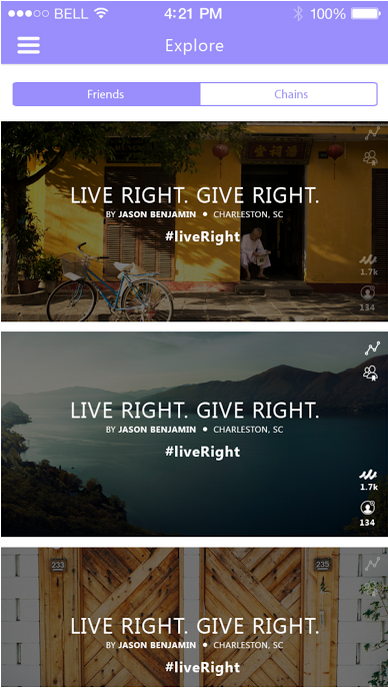 BELL 4:21 PM 100%
Explore
Friends Chains
LIVE RIGHT. GIVE RIGHT.
BY JASON BENJAMIN • CHARLESTON, SC
#liveRight
1.7k
134
LIVE RIGHT. GIVE RIGHT.
BY JASON BENJAMIN • CHARLESTON, SC
#liveRight
1.7k
134
233 235
LIVE RIGHT. GIVE RIGHT.
BY JASON BENJAMIN • CHARLESTON, SC
#liveRight